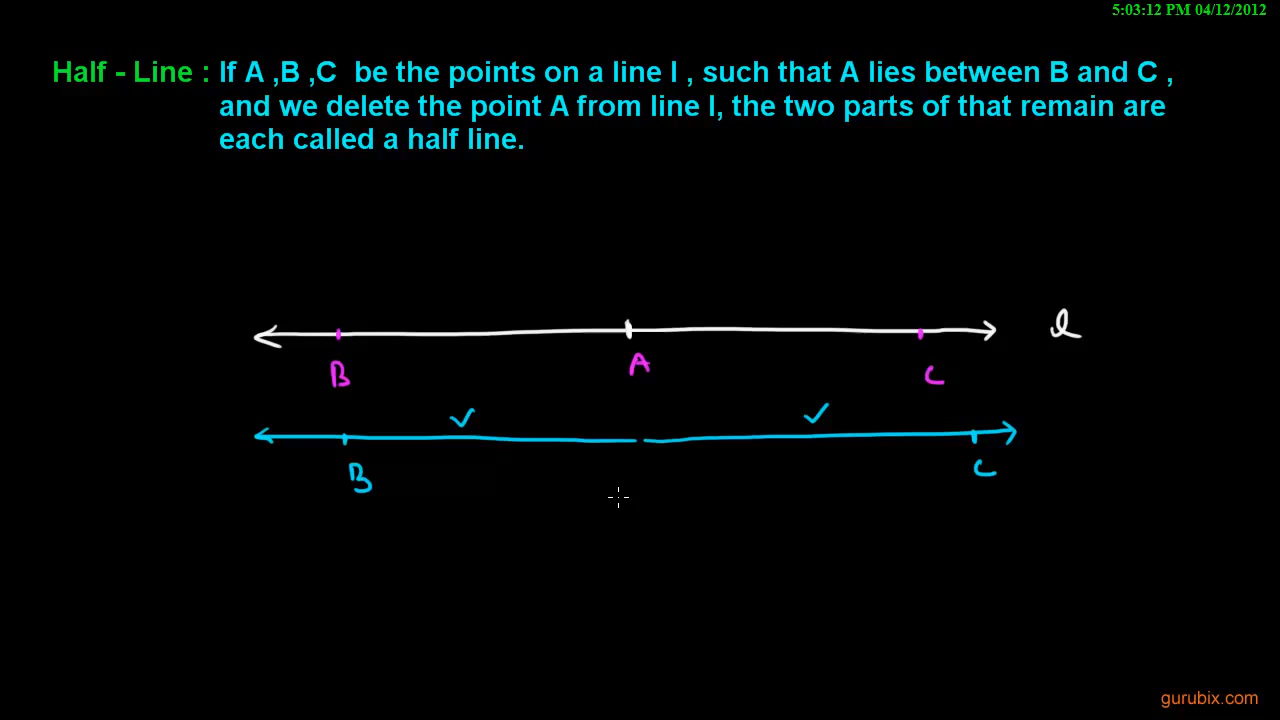 5:03:12 PM 04/12/2012
Half - Line : If A ,B ,C be the points on a line l , such that A lies between B and C ,
and we delete the point A from line l, the two parts of that remain are
each called a half line.
l
B A C
B C
gurubix.com